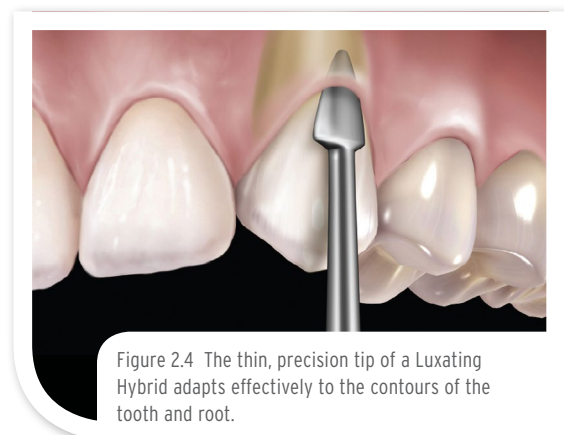 Figure 2.4  The thin, precision tip of a Luxating
Hybrid adapts effectively to the contours of the
tooth and root.